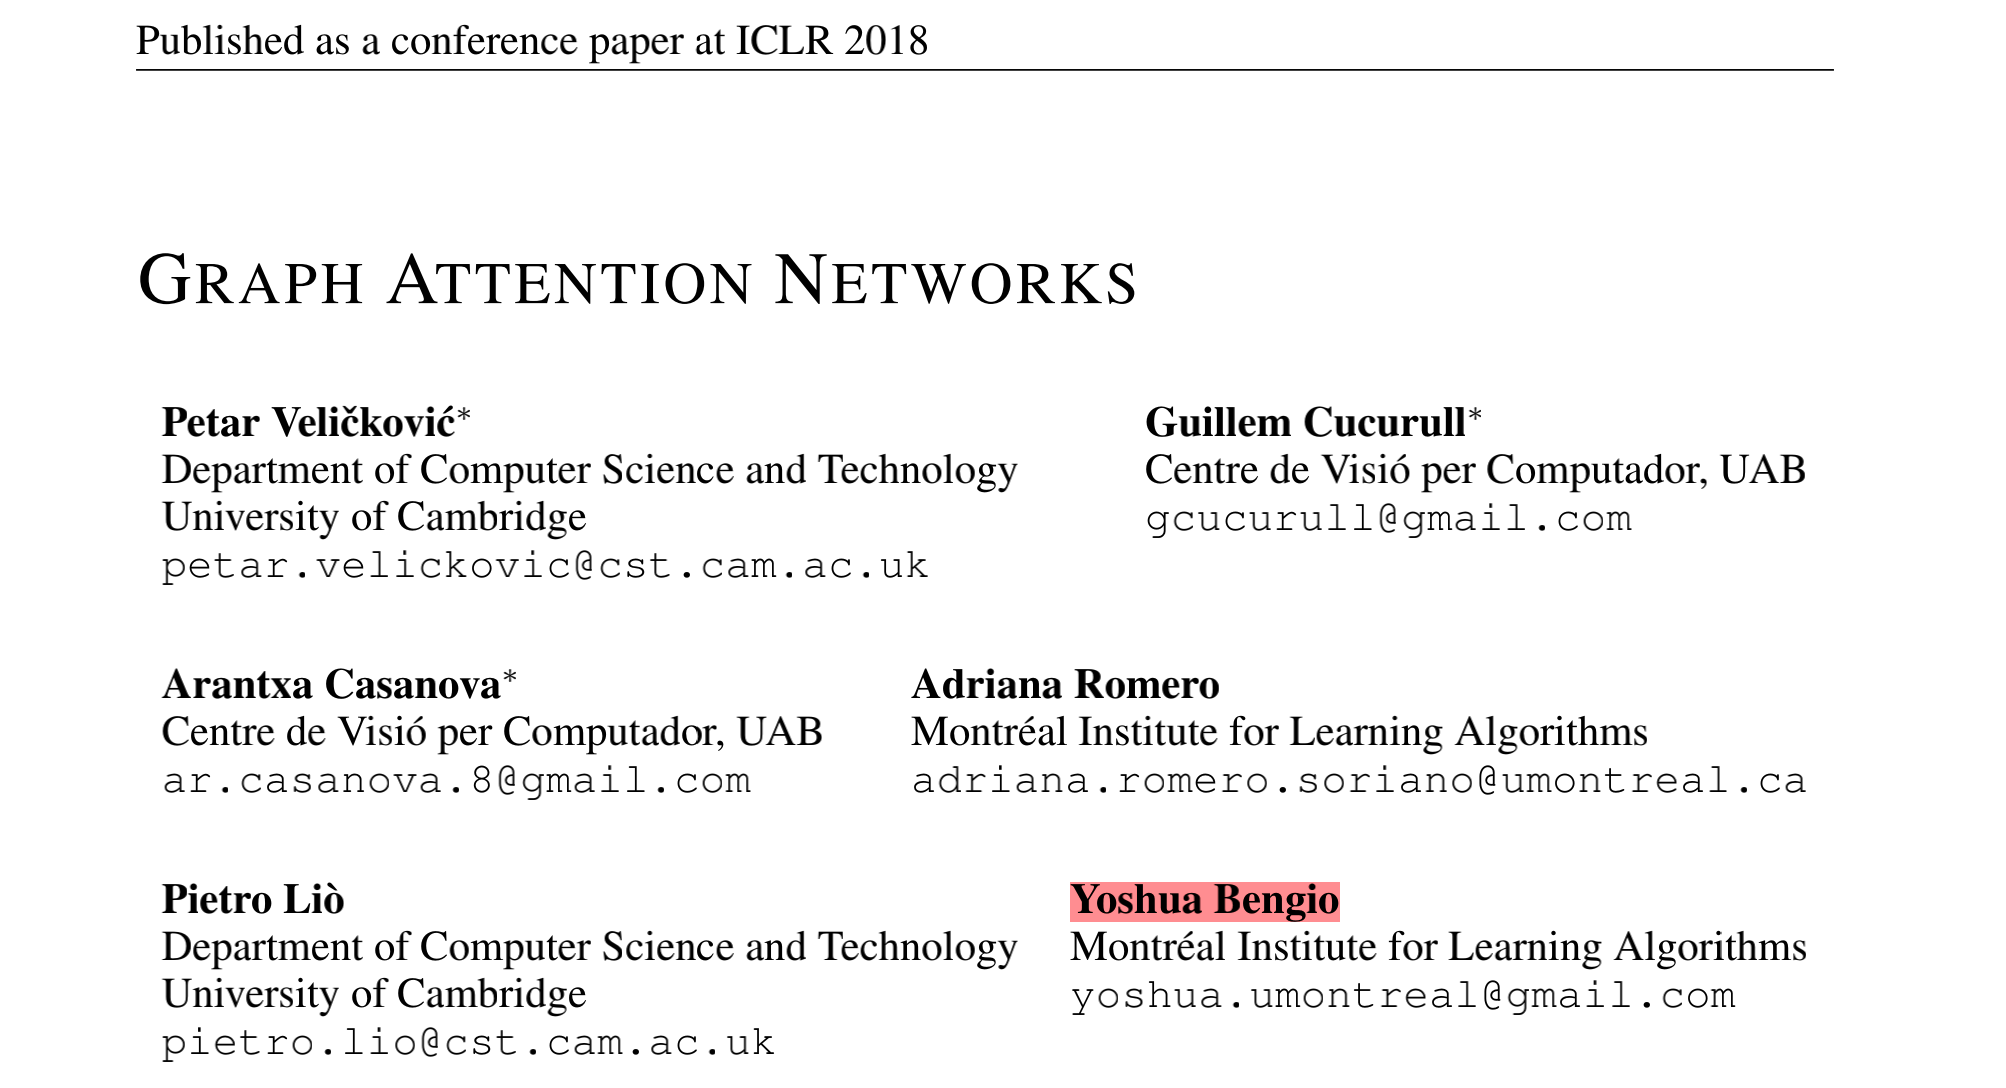 Published as a conference paper at ICLR 2018
GRAPH ATTENTION NETWORKS
Petar Veličković*
Department of Computer Science and Technology
University of Cambridge
petar.velickovic@cst.cam.ac.uk
Guillem Cucurull*
Centre de Visió per Computador, UAB
gcucurull@gmail.com
Arantxa Casanova*
Centre de Visió per Computador, UAB
ar.casanova.8@gmail.com
Adriana Romero
Montréal Institute for Learning Algorithms
adriana.romero.soriano@umontreal.ca
Pietro Liò
Department of Computer Science and Technology
University of Cambridge
pietro.lio@cst.cam.ac.uk
Yoshua Bengio
Montréal Institute for Learning Algorithms
yoshua.umontreal@gmail.com